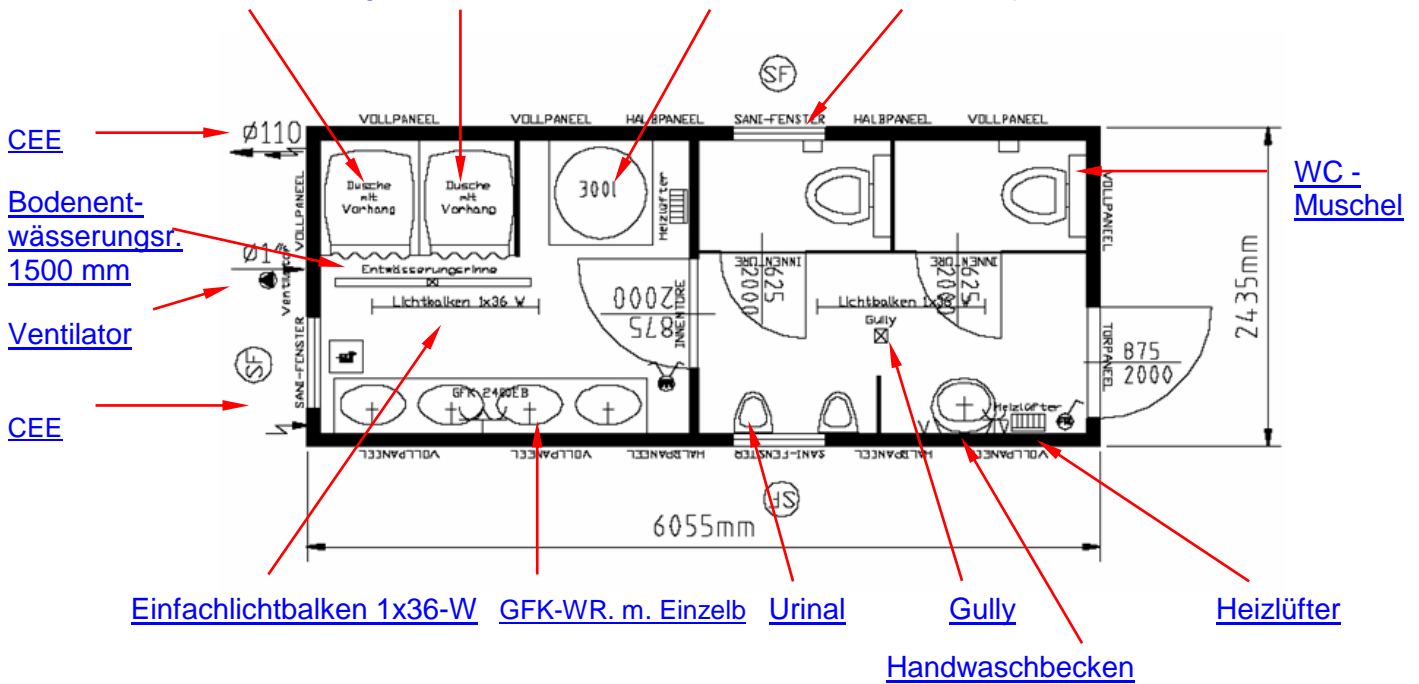 SF
VOLLPANEEL VOLLPANEEL HALBPANEEL SANI-FENSTER HALBPANEEL VOLLPANEEL
CEE
Ø110
Dusche
mit
Vorhang
Dusche
mit
Vorhang
300l
Heizlüfter
VOLLPANEEL
VOLLPANEEL
WC -
Muschel
Bodenent-
wässerungsr.
1500 mm
Ventilator
Entwässerungsrinne
Lichtbalken 1x36 W
2000
875
INNENTÜRE
INNENTÜRE
625
2000
INNENTÜRE
625
2000
Lichtbalken 1x36 W
Gully
2435mm
Ventilator
SF
SANI-FENSTER
TÜRPANEEL
875
2000
GFK 2400EB
Heizlüfter
CEE
VOLLPANEEL VOLLPANEEL HALBPANEEL SANI-FENSTER HALBPANEEL VOLLPANEEL
SF
6055mm
Einfachlichtbalken 1x36-W GFK-WR. m. Einzelb Urinal Gully Heizlüfter
Handwaschbecken